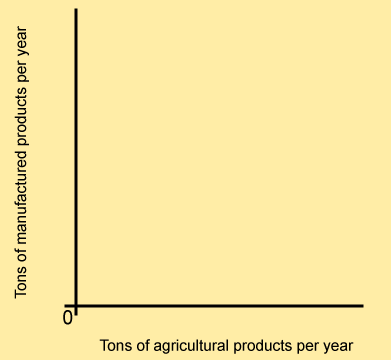 Tons of manufactured products per year
0
Tons of agricultural products per year